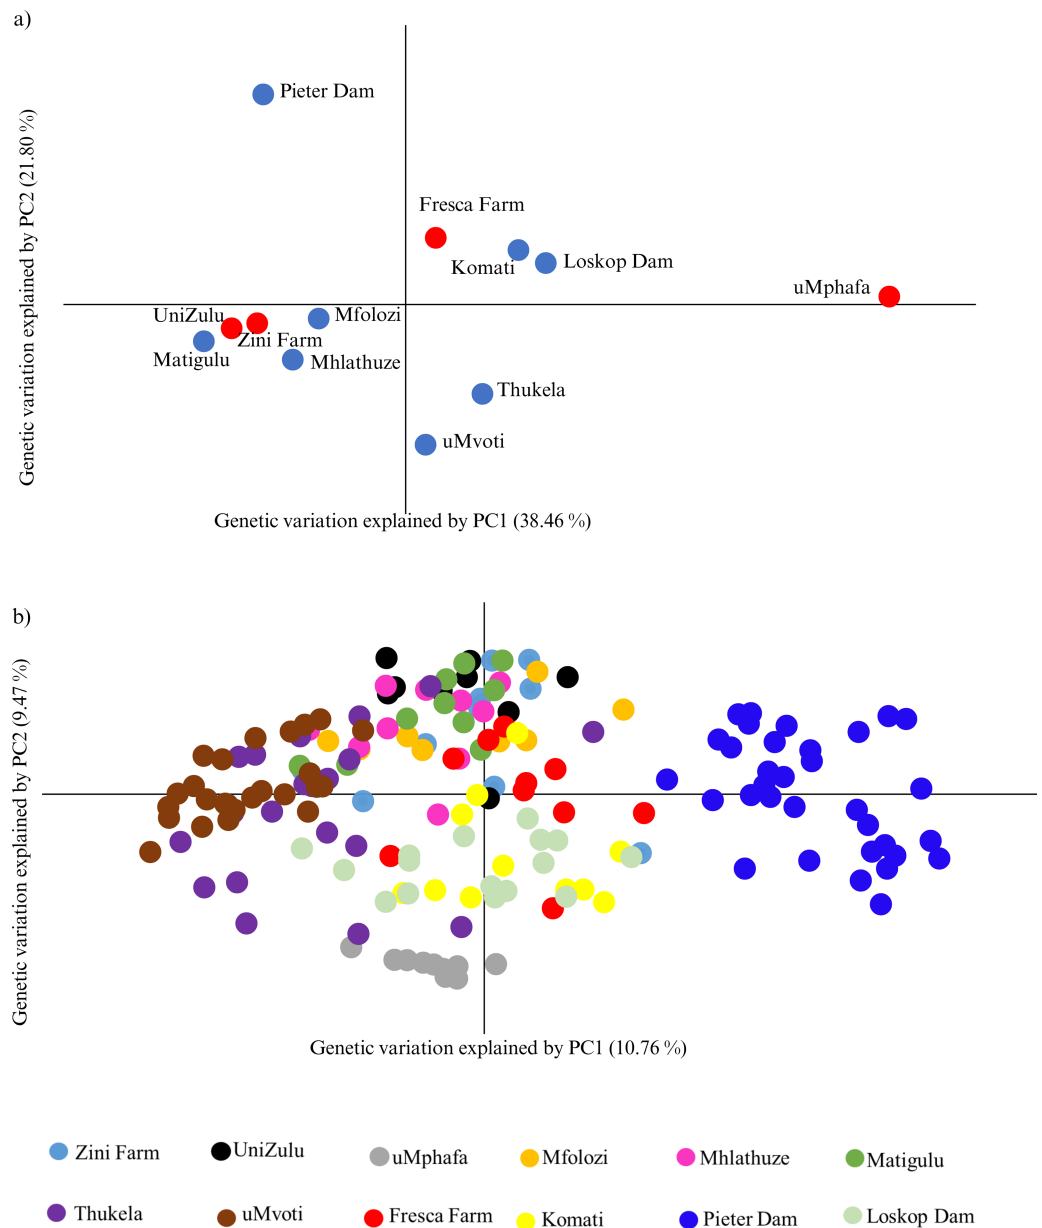 a)
Pieter Dam
Fresca Farm
Komati
Loskop Dam
uMphafa
UniZulu
Mfolozi
Zini Farm
Matigulu
Mhlathuze
Thukela
uMvoti
Genetic variation explained by PC2 (21.80 %)
Genetic variation explained by PC1 (38.46 %)
b)
Genetic variation explained by PC2 (9.47 %)
Genetic variation explained by PC1 (10.76 %)
Zini Farm
UniZulu
uMphafa
Mfolozi
Mhlathuze
Matigulu
Thukela
uMvoti
Fresca Farm
Komati
Pieter Dam
Loskop Dam